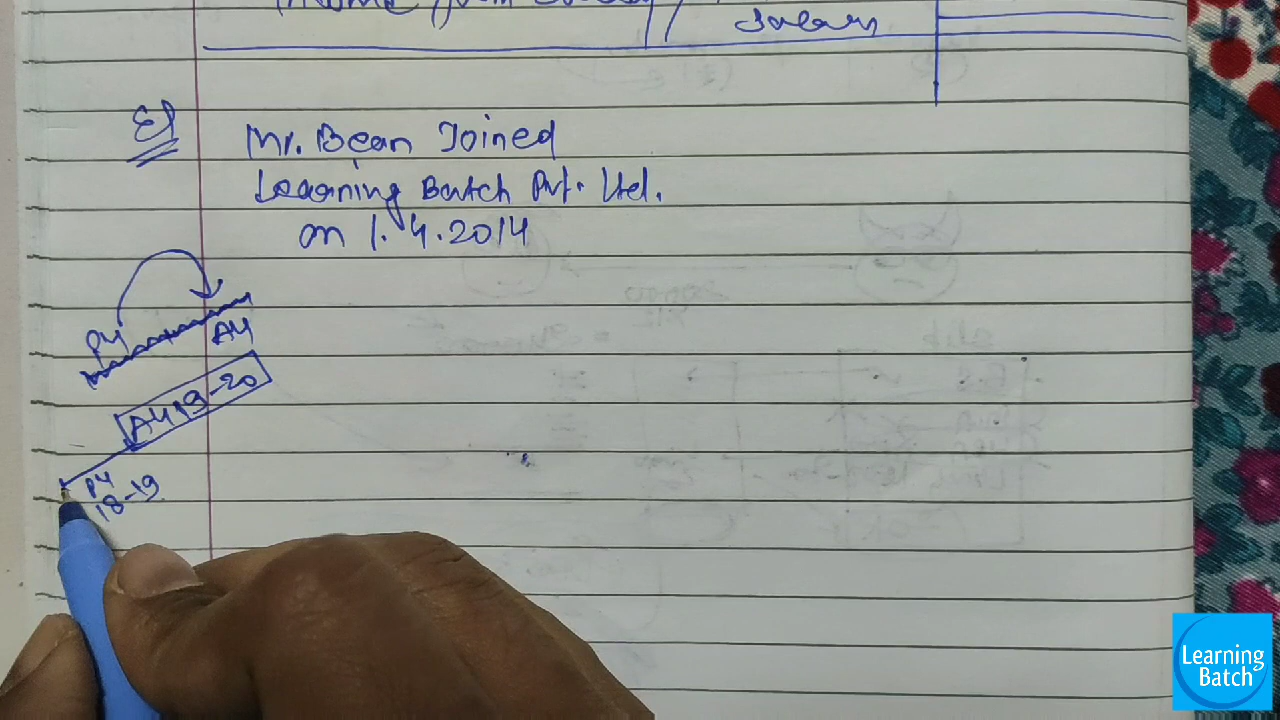 Salary
Eg
Mr. Bean Joined
Learning Batch Pvt. Ltd.
on 1.4.2014
PY
AY
AY 19-20
PY
18-19
Learning
Batch